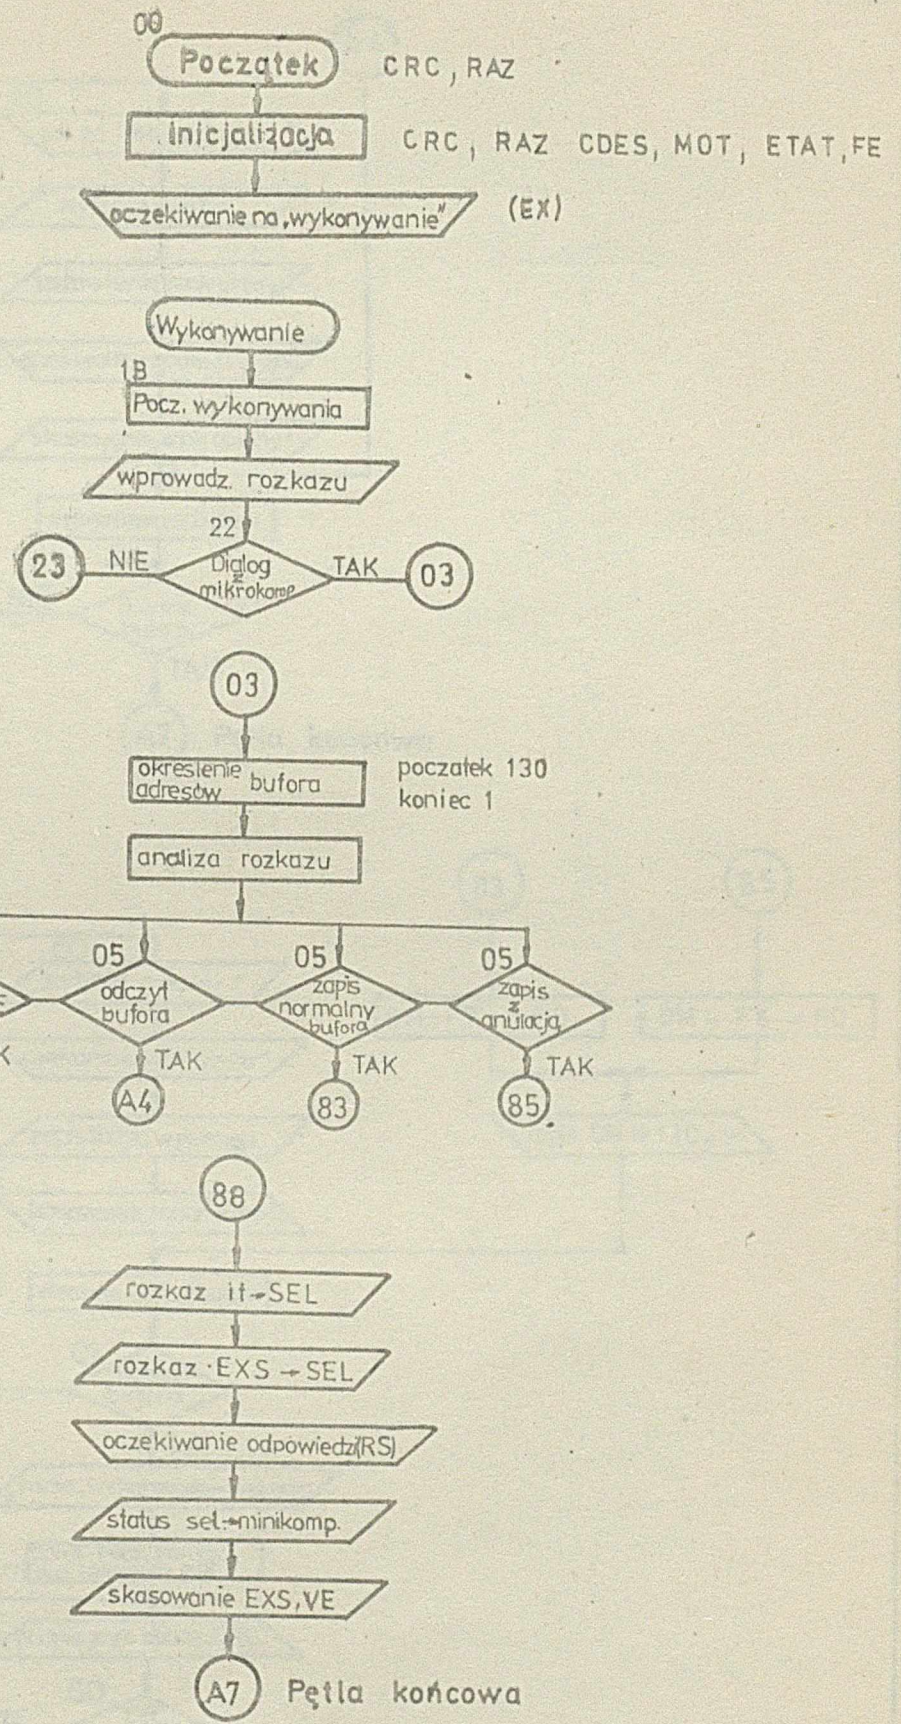 00
Początek CRC, RAZ
inicjalizacja CRC, RAZ CDES, MOT, ETAT, FE
oczekiwanie na „wykonywanie" (EX)
Wykonywanie
1B
Pocz. wykonywania
wprowadz. rozkazu
22
23 NIE Dialog z mikrokomp TAK 03
03
okreslenie adresów bufora
początek 130
koniec 1
analiza rozkazu
05 05 05
odczyt bufora
zapis normalny bufora
zapis z anulacją
TAK TAK TAK
A4 83 85
88
rozkaz it→SEL
rozkaz EXS → SEL
oczekiwanie odpowiedzi(RS)
status sel.→minikomp.
skasowanie EXS,VE
A7 Pętla końcowa